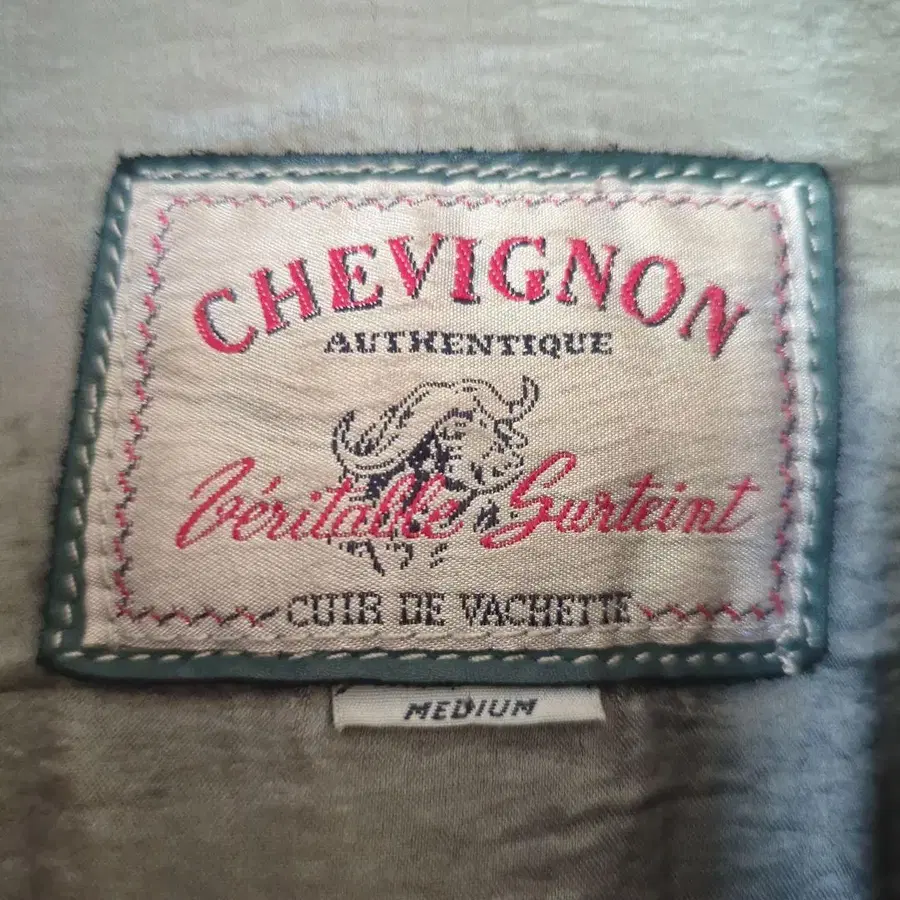 CHEVIGNON
AUTHENTIQUE
Véritable Surteint
CUIR DE VACHETTE
MEDIUM